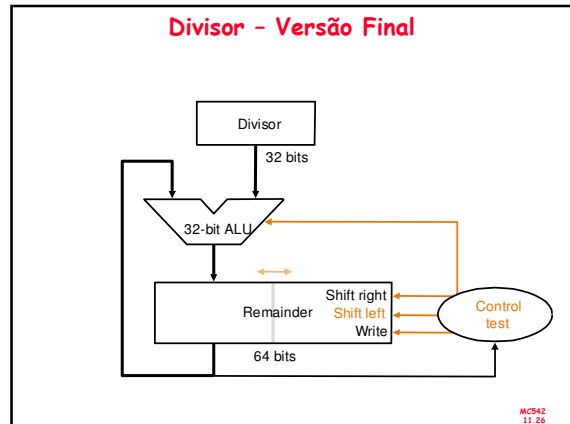 Divisor – Versão Final
Divisor
32 bits
32-bit ALU
Shift right
Remainder
Shift left
Write
Control
test
64 bits
MC542
11.26